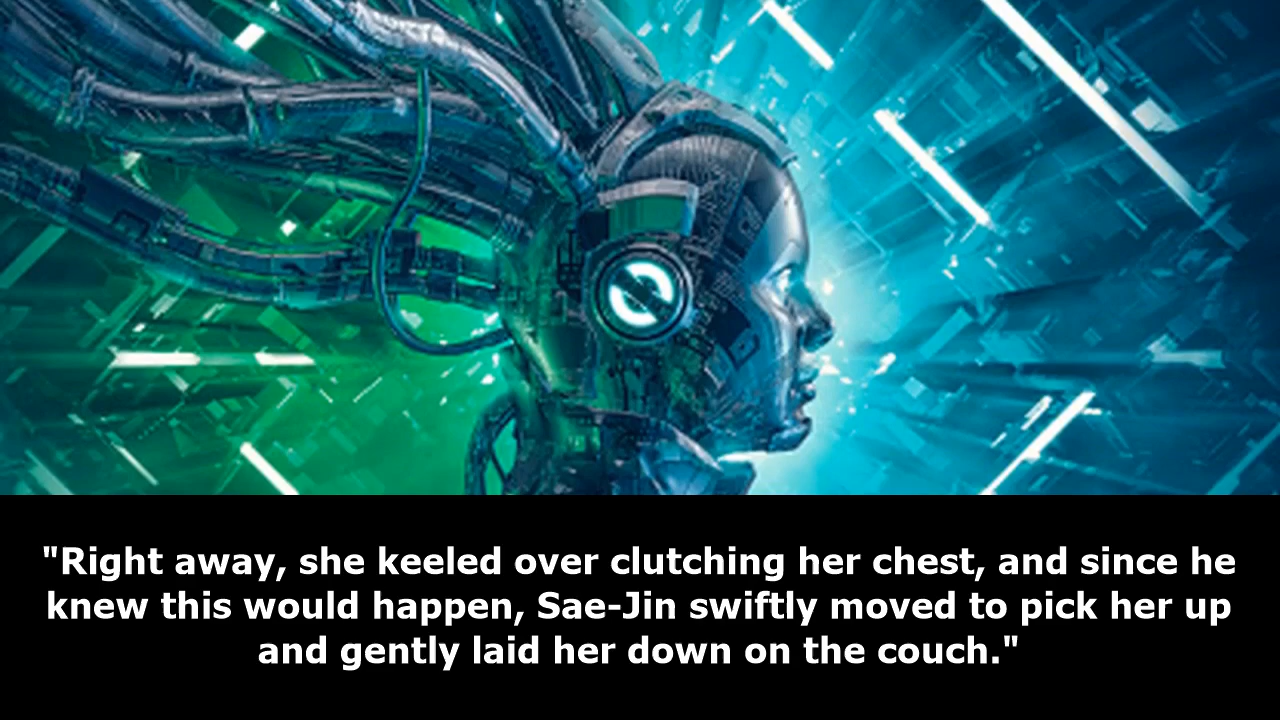 "Right away, she keeled over clutching her chest, and since he
knew this would happen, Sae-Jin swiftly moved to pick her up
and gently laid her down on the couch."